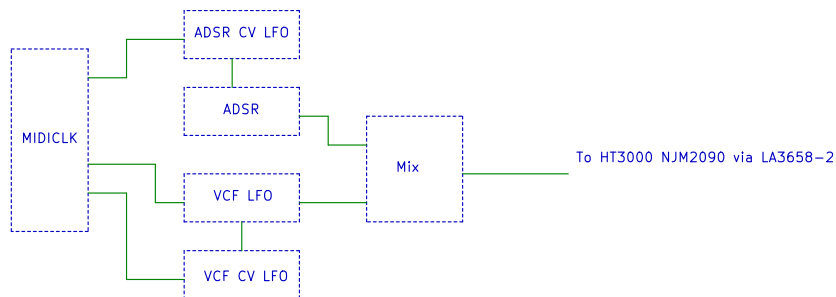 ADSR CV LFO
ADSR
MIDICLK
Mix
To HT3000 NJM2090 via LA3658-2
VCF LFO
VCF CV LFO